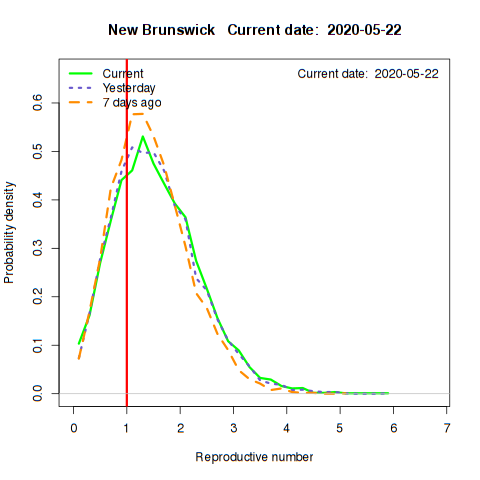 New Brunswick   Current date:  2020-05-22
Current
Yesterday
7 days ago
Current date:  2020-05-22
Probability density
0.0
0.1
0.2
0.3
0.4
0.5
0.6
0
1
2
3
4
5
6
7
Reproductive number